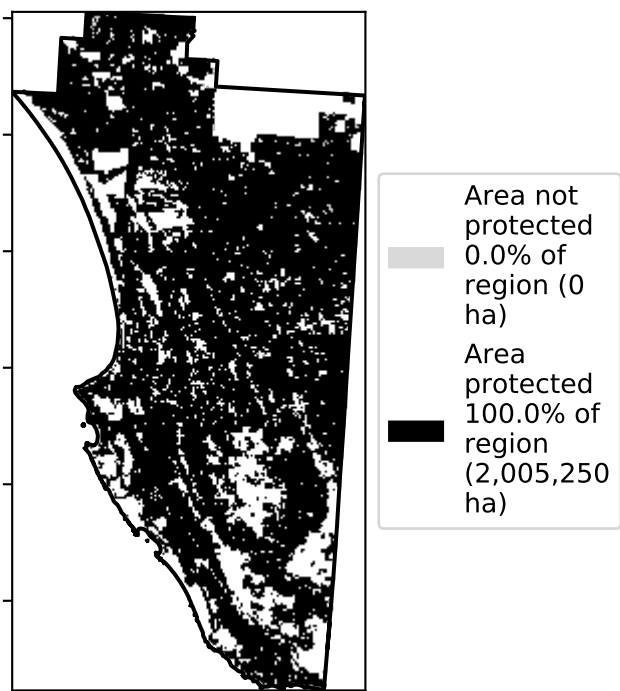 Area not
protected
0.0% of
region (0
ha)
Area
protected
100.0% of
region
(2,005,250
ha)